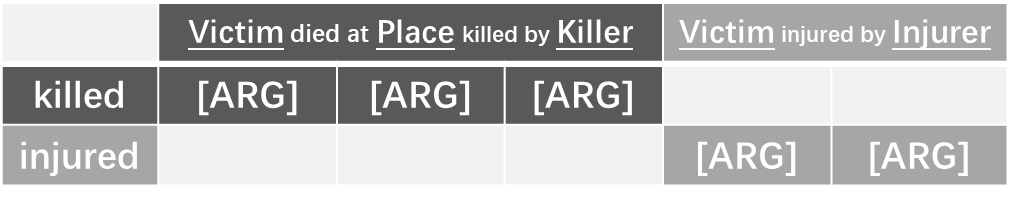 Victim died at Place killed by Killer Victim injured by Injurer
killed [ARG] [ARG] [ARG]
injured [ARG] [ARG]